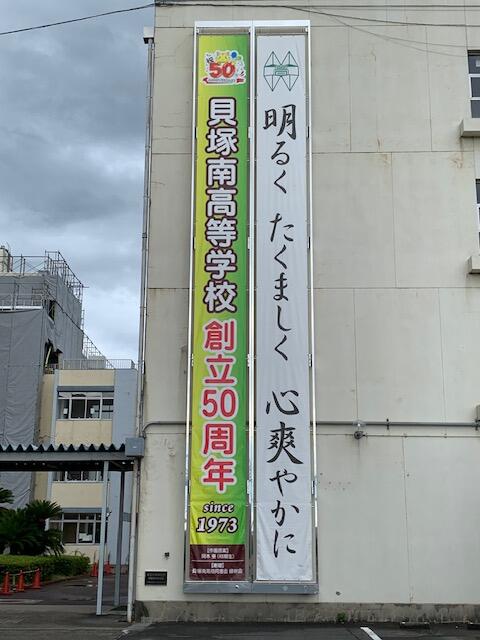 50
貝塚南高等学校 創立50周年
since
1973
高
明るく たくましく 心爽やかに